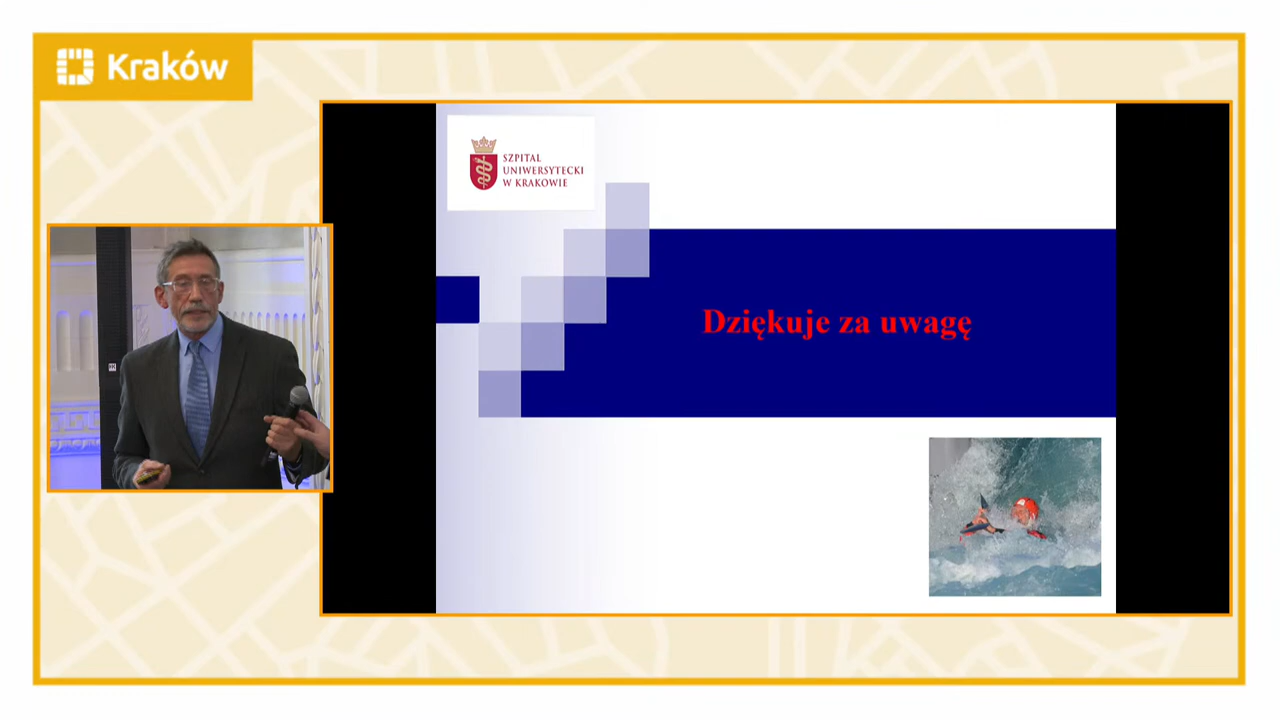 Kraków
SZPITAL
UNIWERSYTECKI
W KRAKOWIE
Dziękuje za uwagę